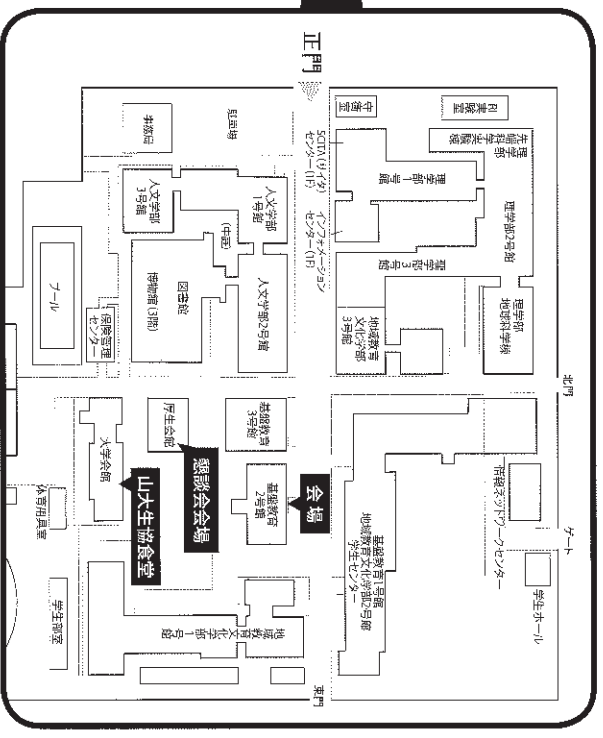 正門
守衛室
SCITA(サイタ)
センター(1F)
インフォメーション
センター(1F)
理学部
先端科学実験棟
理学部1号館
理学部2号館
理学部3号館
理学部
地球科学棟
地域教育
文化学部
3号館
事務局
人文学部
1号館
人文学部
3号館
(中庭)
人文学部2号館
図書館
博物館(3階)
プール
保険管理
センター
北門
大学会館
厚生会館
基盤教育
3号館
基盤教育
2号館
会場
懇談会会場
山大生協食堂
基盤教育1号館
地域教育文化学部2号館
学生センター
情報ネットワークセンター
ゲート
学生ホール
体育用具室
学生部室
地域教育文化学部1号館
東門